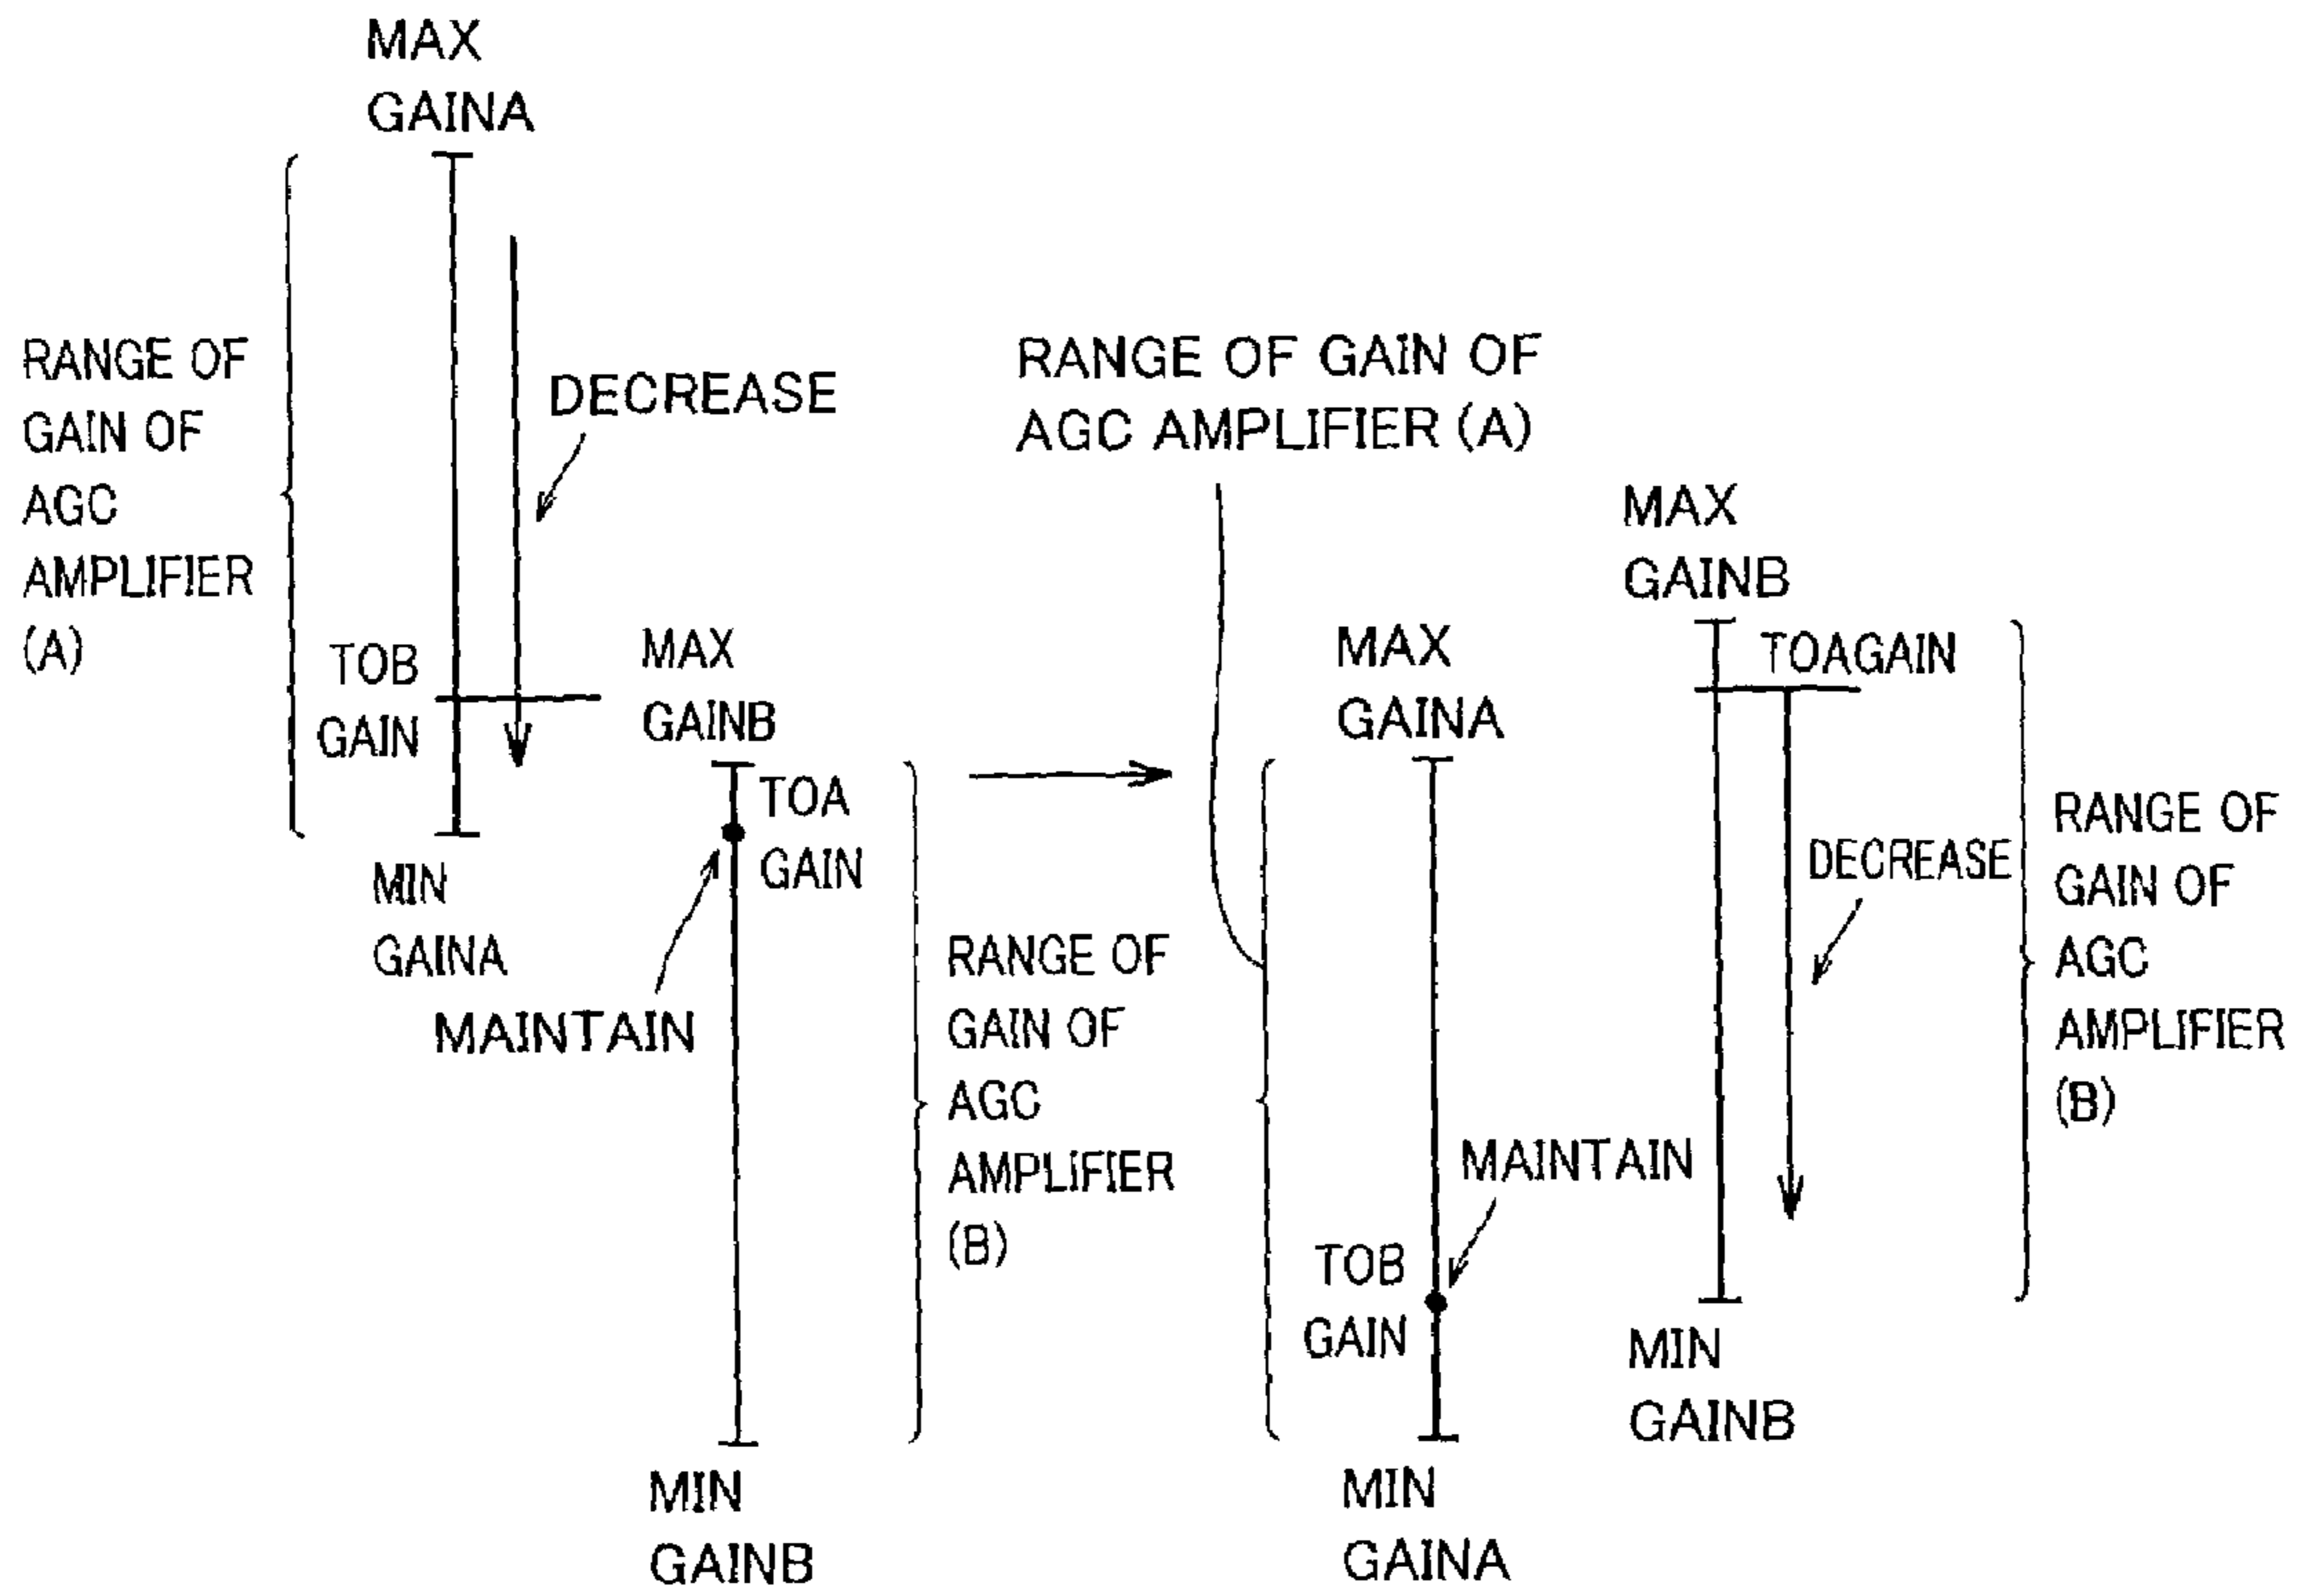 MAX
GAINA
RANGE OF
GAIN OF
AGC
AMPLIFIER
(A)
DECREASE
TOB
GAIN
MIN
GAINA
MAX
GAINB
TOA
GAIN
MAINTAIN
RANGE OF
GAIN OF
AGC
AMPLIFIER
(B)
MIN
GAINB
RANGE OF GAIN OF
AGC AMPLIFIER (A)
MAX
GAINA
MAINTAIN
TOB
GAIN
MIN
GAINA
MAX
GAINB
TOAGAIN
DECREASE
RANGE OF
GAIN OF
AGC
AMPLIFIER
(B)
MIN
GAINB